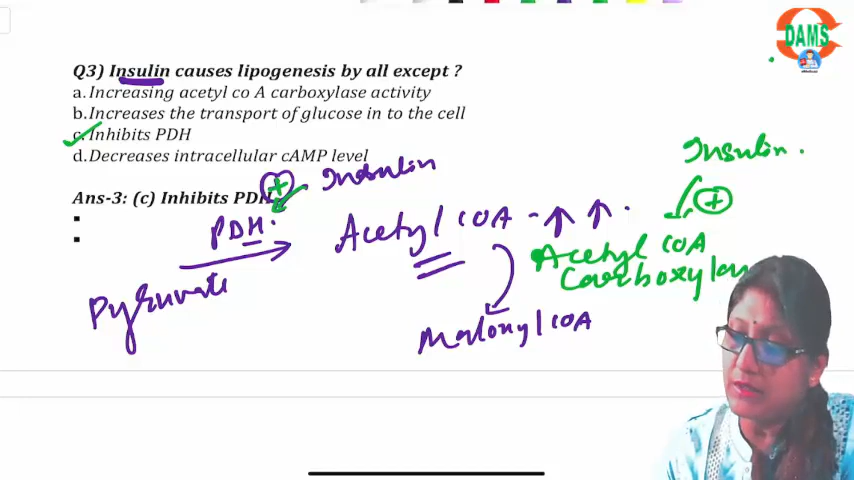 DAMS
Q3) Insulin causes lipogenesis by all except ?
a. Increasing acetyl co A carboxylase activity
b. Increases the transport of glucose in to the cell
c. Inhibits PDH
d. Decreases intracellular cAMP level
Insulin.
Ans-3: (c) Inhibits PDH
+ Insulin
+
PDH.
Acetyl COA - ↑ ↑
Acetyl COA
Pyruvate
Malonyl COA